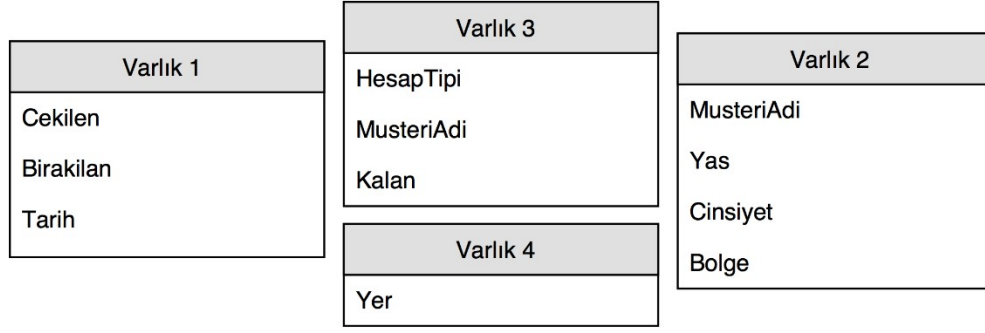 Varlık 1
Cekilen
Birakilan
Tarih
Varlık 3
HesapTipi
MusteriAdi
Kalan
Varlık 4
Yer
Varlık 2
MusteriAdi
Yas
Cinsiyet
Bolge